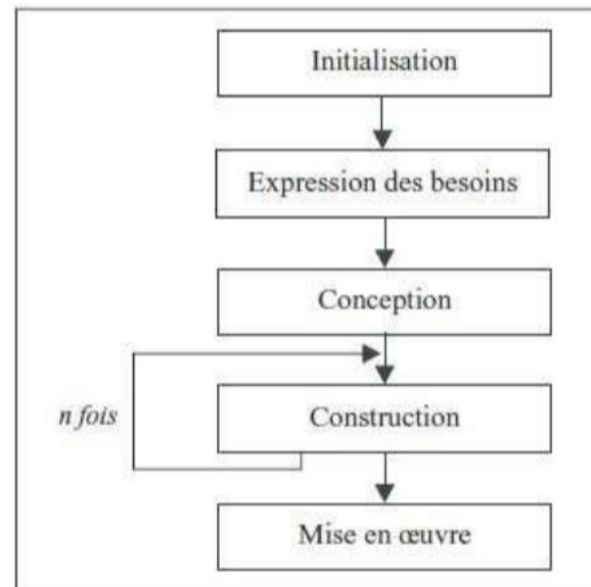 Initialisation
Expression des besoins
Conception
n fois
Construction
Mise en œuvre